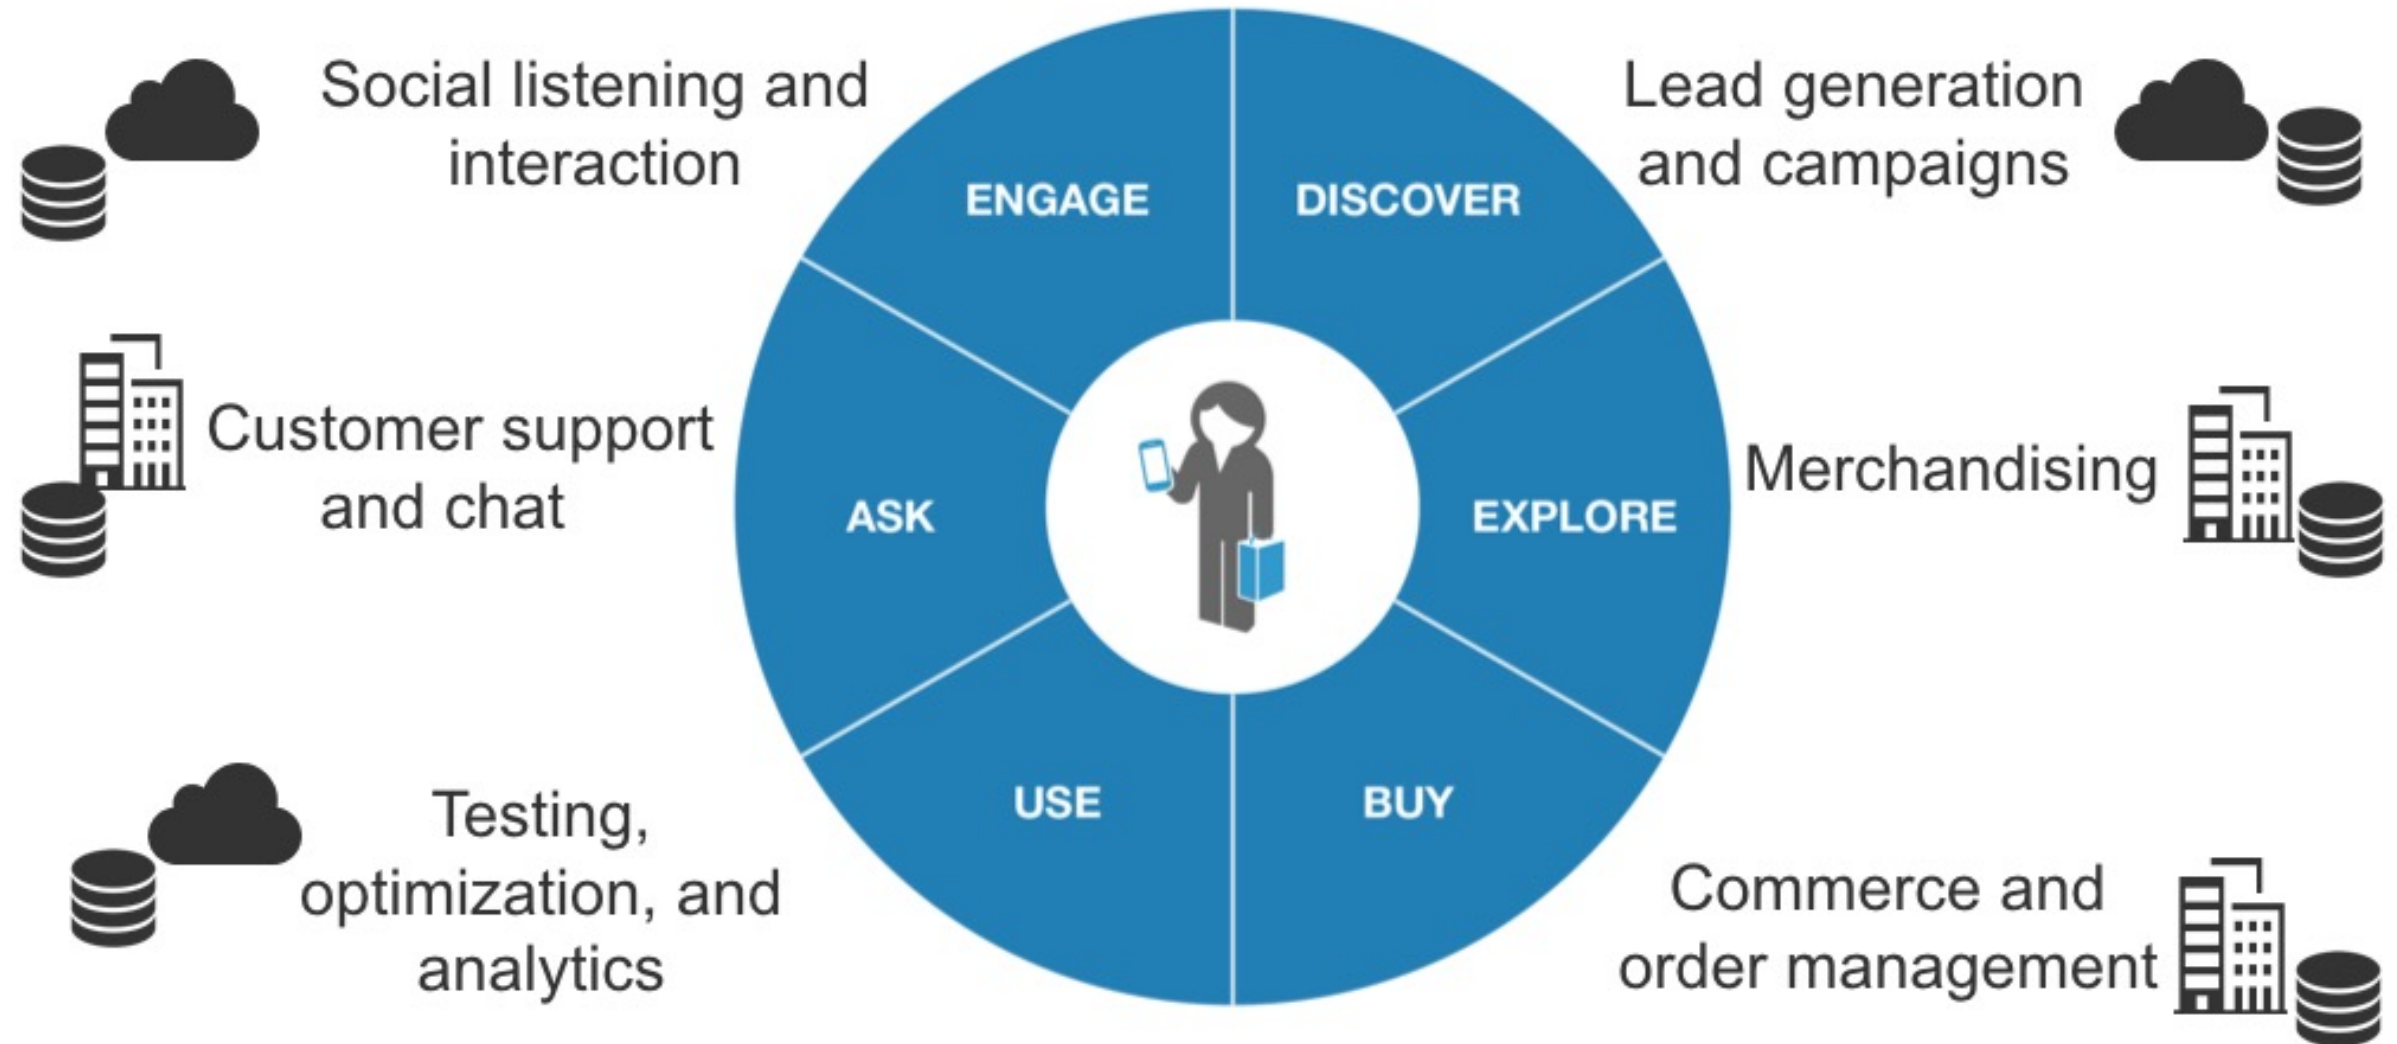 Social listening and
interaction
Lead generation
and campaigns
ENGAGE
DISCOVER
Customer support
and chat
Merchandising
ASK
EXPLORE
USE
BUY
Testing,
optimization, and
analytics
Commerce and
order management